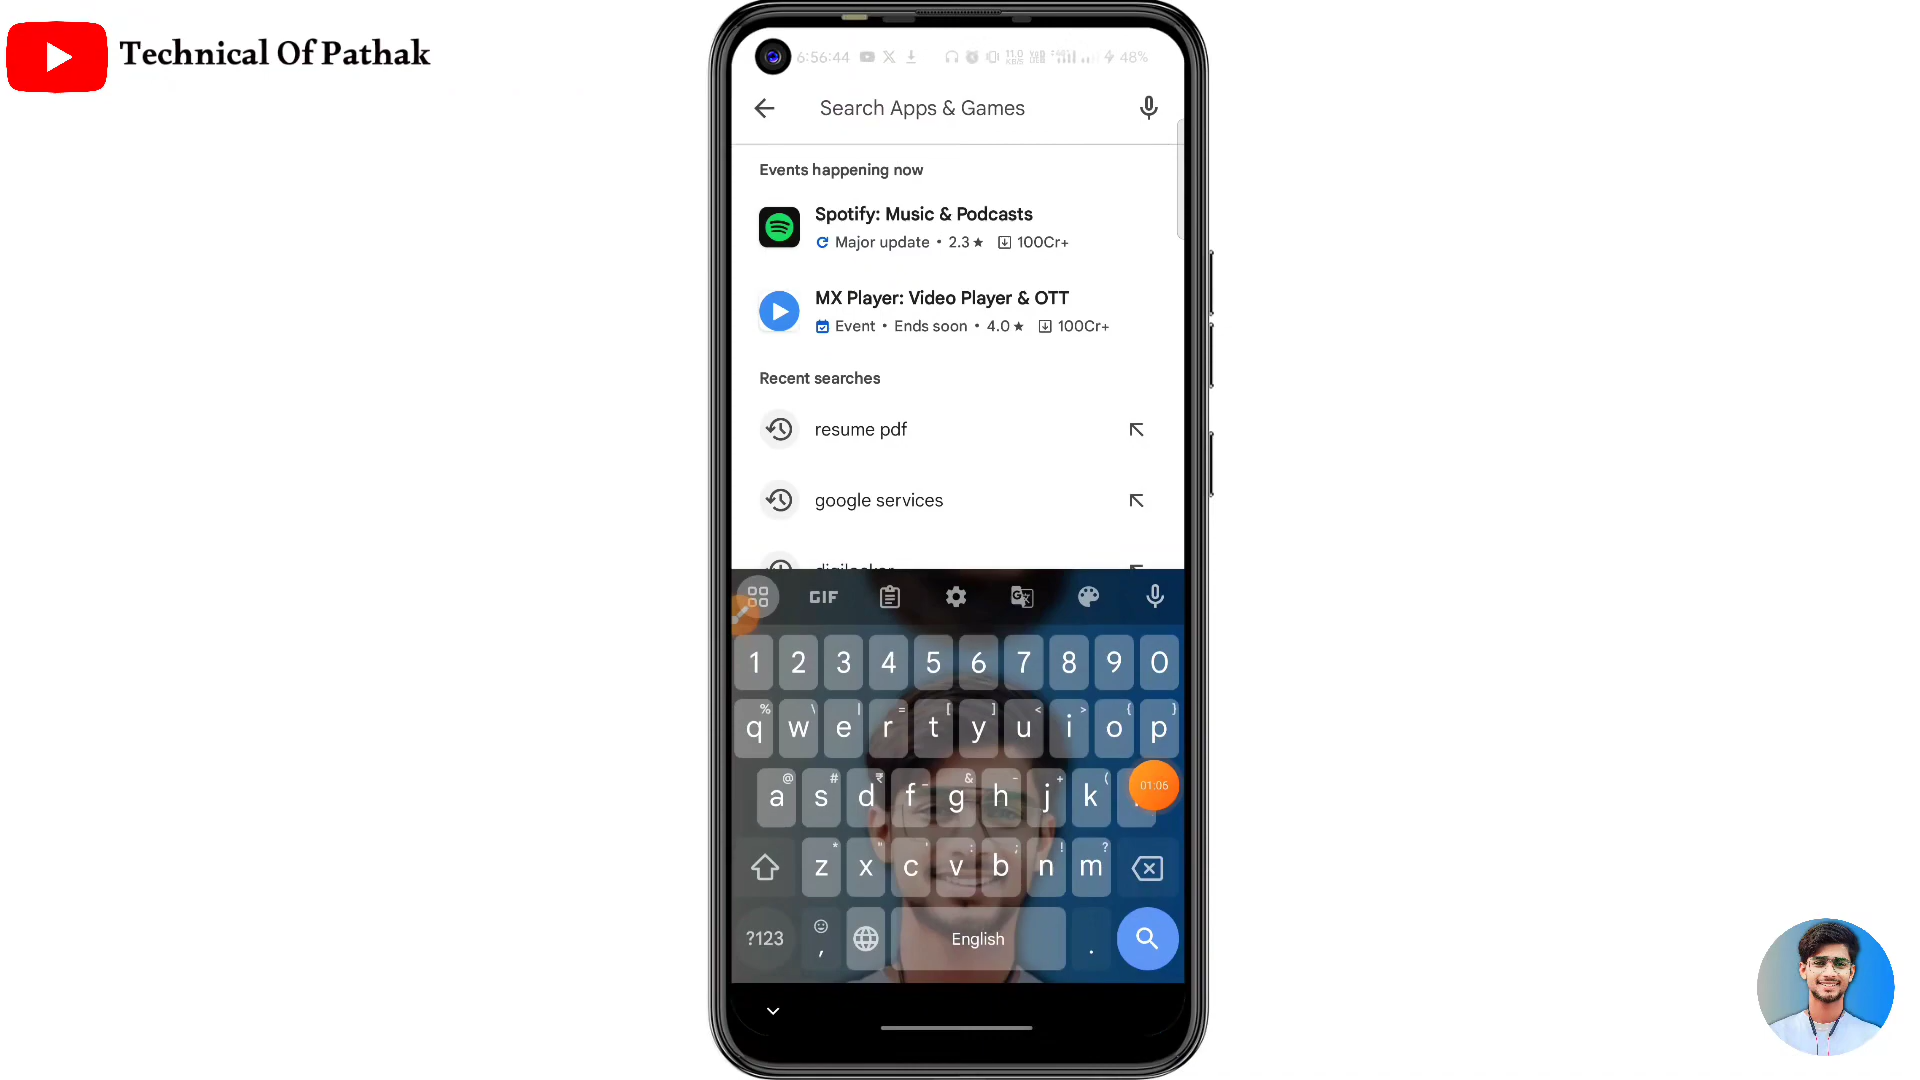 Technical Of Pathak
6:56:44
48%
Search Apps & Games
Events happening now
Spotify: Music & Podcasts
Major update • 2.3 ★ 100Cr+
MX Player: Video Player & OTT
Event • Ends soon • 4.0 ★ 100Cr+
Recent searches
resume pdf
google services
digilocker
GIF
1 2 3 4 5 6 7 8 9 0
% \ | = [ ] < > { }
q w e r t y u i o p
@ # ₹ _ & - + (
a s d f g h j k
01:06
* " ' : ; ! ?
z x c v b n m
?123 , English .